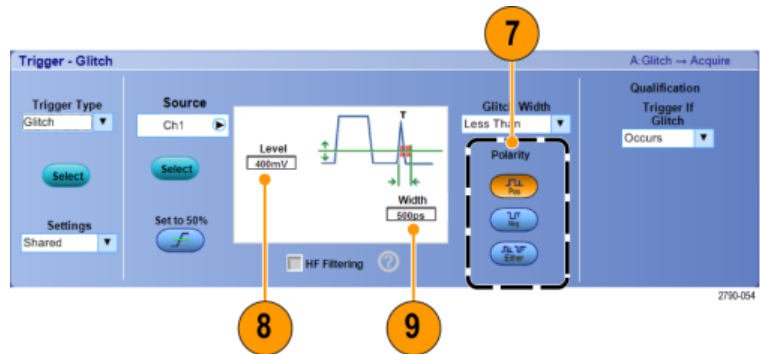 7
Trigger - Glitch
A:Glitch → Acquire
Trigger Type
Glitch
Select
Settings
Shared
Source
Ch1
Select
Set to 50%
Level
400mV
T
Width
500ps
HF Filtering
?
Glitch Width
Less Than
Polarity
Pos
Neg
Either
Qualification
Trigger If
Glitch
Occurs
2790-054
8
9